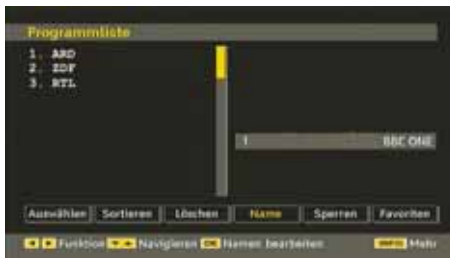 Programmliste
1. ARD
2. ZDF
3. RTL
1 BBC ONE
Auswählen Sortieren Löschen Name Sperren Favoriten
Funktion Navigieren OK Namen bearbeiten INFO Mehr